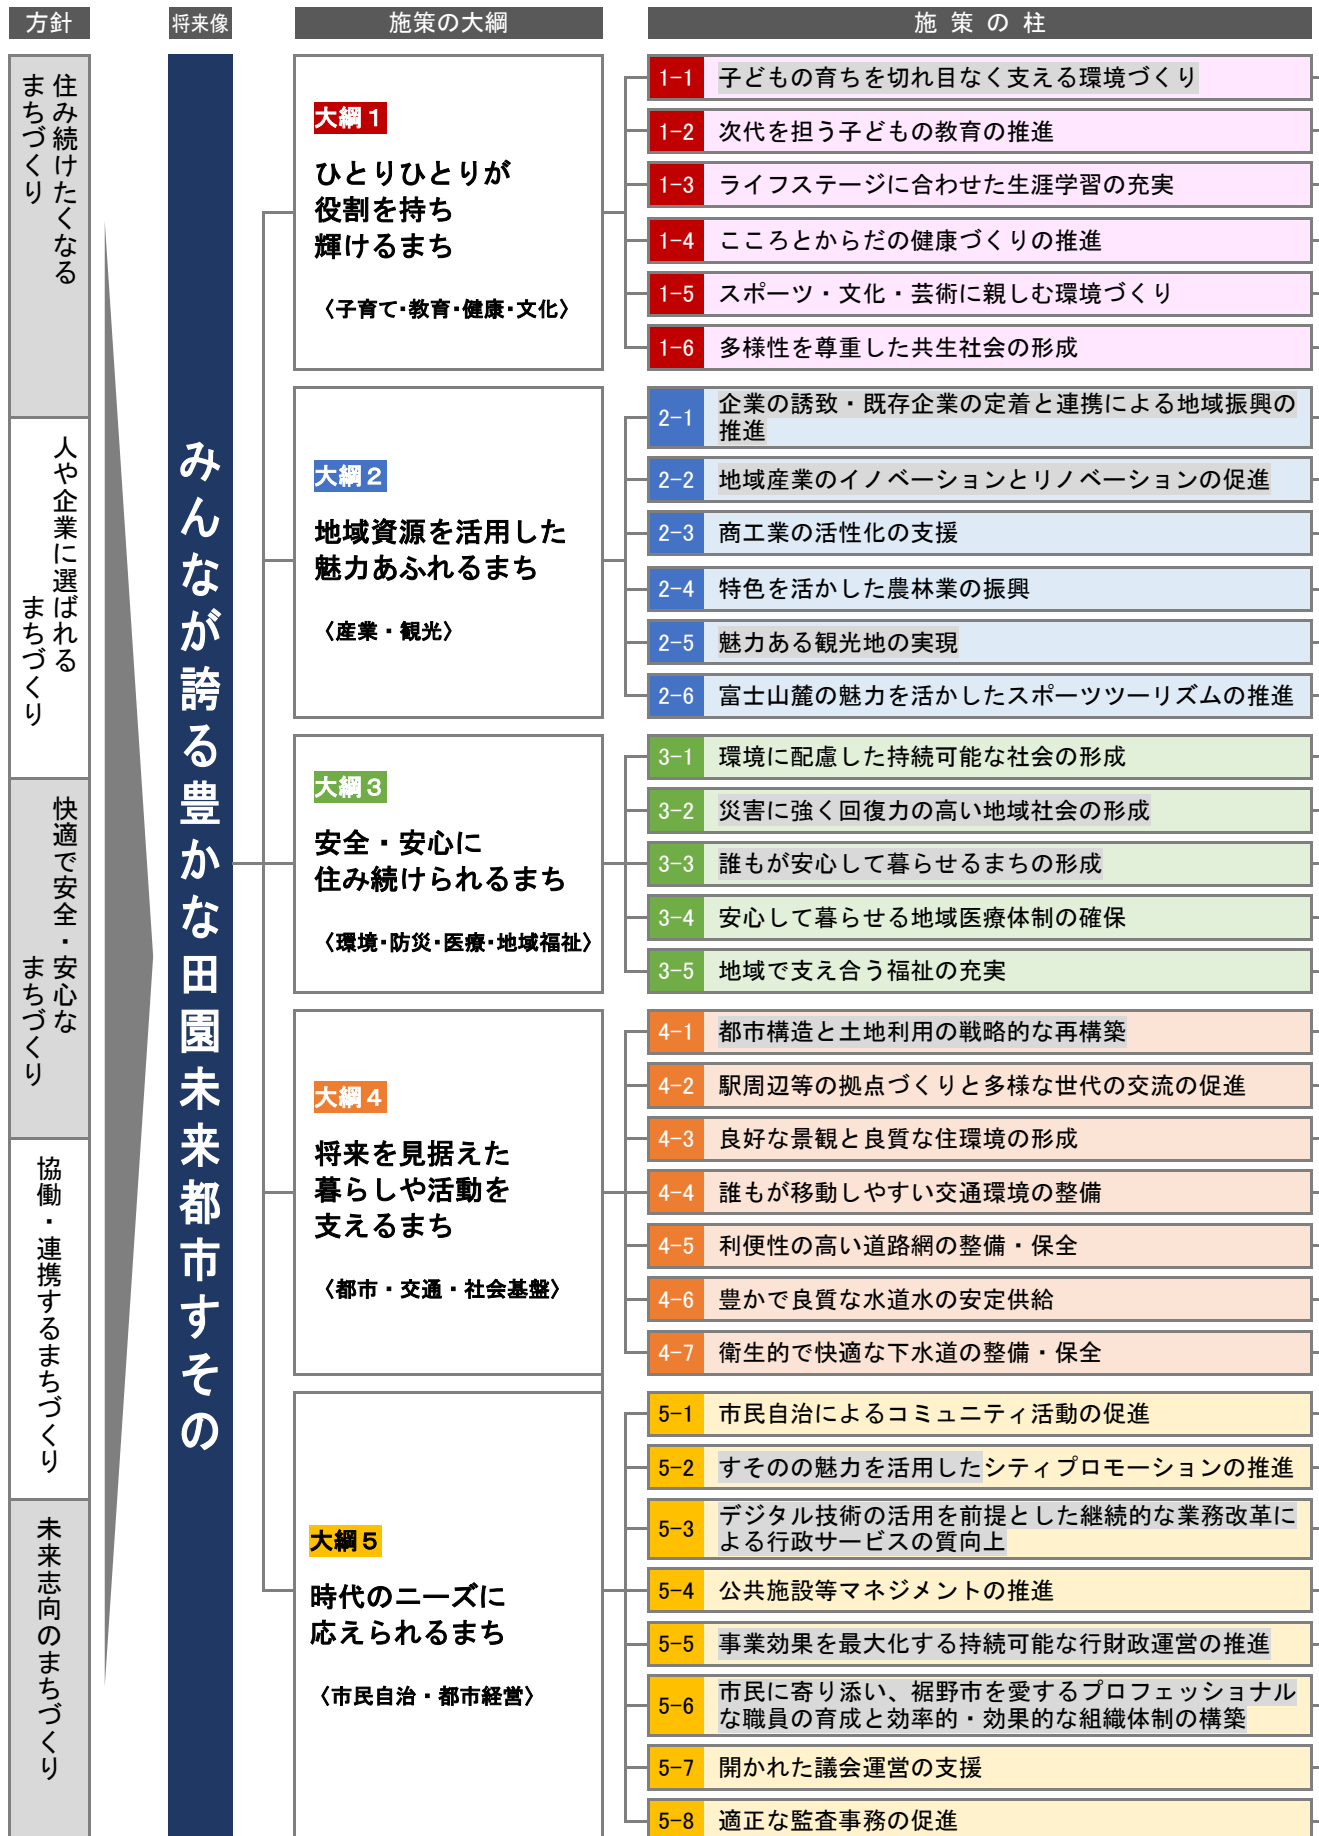 方針
将来像
施策の大綱
施策の柱
住み続けたくなる
まちづくり
人や企業に選ばれる
まちづくり
快適で安全・安心な
まちづくり
協働・連携するまちづくり
未来志向のまちづくり
みんなが誇る豊かな田園未来都市すその
大綱１
ひとりひとりが
役割を持ち
輝けるまち
〈子育て・教育・健康・文化〉
1-1 子どもの育ちを切れ目なく支える環境づくり
1-2 次代を担う子どもの教育の推進
1-3 ライフステージに合わせた生涯学習の充実
1-4 こころとからだの健康づくりの推進
1-5 スポーツ・文化・芸術に親しむ環境づくり
1-6 多様性を尊重した共生社会の形成
大綱２
地域資源を活用した
魅力あふれるまち
〈産業・観光〉
2-1 企業の誘致・既存企業の定着と連携による地域振興の
推進
2-2 地域産業のイノベーションとリノベーションの促進
2-3 商工業の活性化の支援
2-4 特色を活かした農林業の振興
2-5 魅力ある観光地の実現
2-6 富士山麓の魅力を活かしたスポーツツーリズムの推進
大綱３
安全・安心に
住み続けられるまち
〈環境・防災・医療・地域福祉〉
3-1 環境に配慮した持続可能な社会の形成
3-2 災害に強く回復力の高い地域社会の形成
3-3 誰もが安心して暮らせるまちの形成
3-4 安心して暮らせる地域医療体制の確保
3-5 地域で支え合う福祉の充実
大綱４
将来を見据えた
暮らしや活動を
支えるまち
〈都市・交通・社会基盤〉
4-1 都市構造と土地利用の戦略的な再構築
4-2 駅周辺等の拠点づくりと多様な世代の交流の促進
4-3 良好な景観と良質な住環境の形成
4-4 誰もが移動しやすい交通環境の整備
4-5 利便性の高い道路網の整備・保全
4-6 豊かで良質な水道水の安定供給
4-7 衛生的で快適な下水道の整備・保全
大綱５
時代のニーズに
応えられるまち
〈市民自治・都市経営〉
5-1 市民自治によるコミュニティ活動の促進
5-2 すそのの魅力を活用したシティプロモーションの推進
5-3 デジタル技術の活用を前提とした継続的な業務改革に
よる行政サービスの質向上
5-4 公共施設等マネジメントの推進
5-5 事業効果を最大化する持続可能な行財政運営の推進
5-6 市民に寄り添い、裾野市を愛するプロフェッショナル
な職員の育成と効率的・効果的な組織体制の構築
5-7 開かれた議会運営の支援
5-8 適正な監査事務の促進